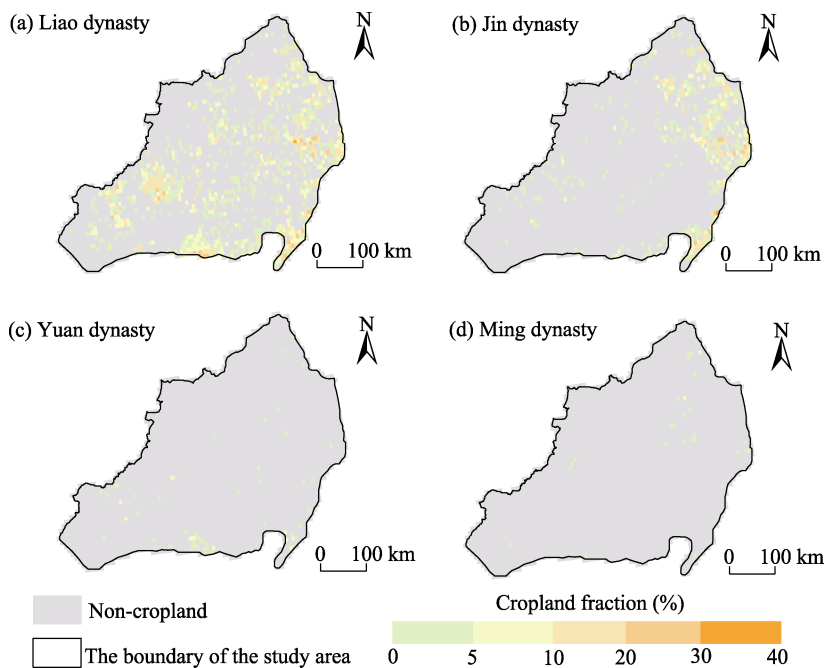 (a) Liao dynasty
N
0 100 km
(b) Jin dynasty
N
0 100 km
(c) Yuan dynasty
N
0 100 km
(d) Ming dynasty
N
0 100 km
Non-cropland
The boundary of the study area
Cropland fraction (%)
0 5 10 20 30 40